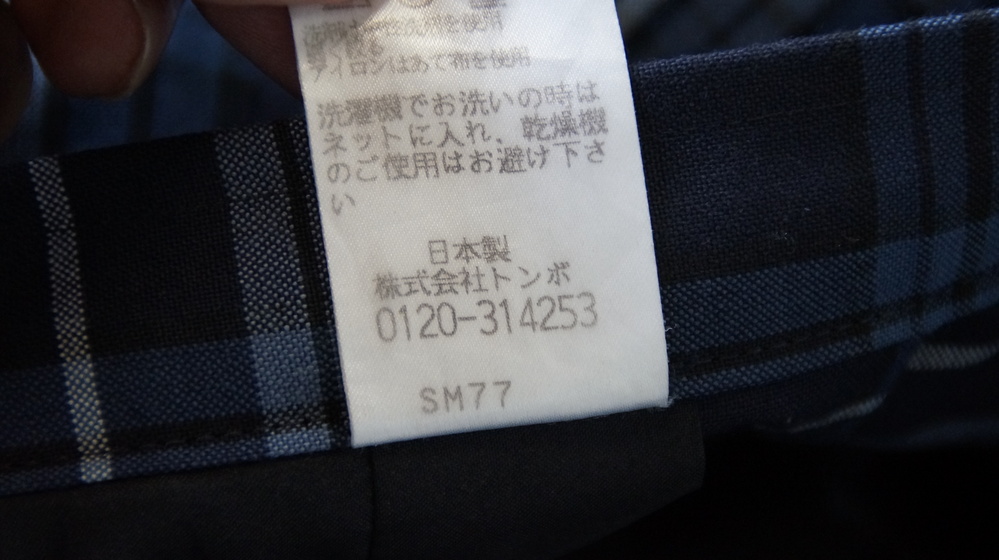 アイロンはあて布を使用
洗濯機でお洗いの時は
ネットに入れ、乾燥機
のご使用はお避け下さ
い
日本製
株式会社トンボ
0120-314253
SM77